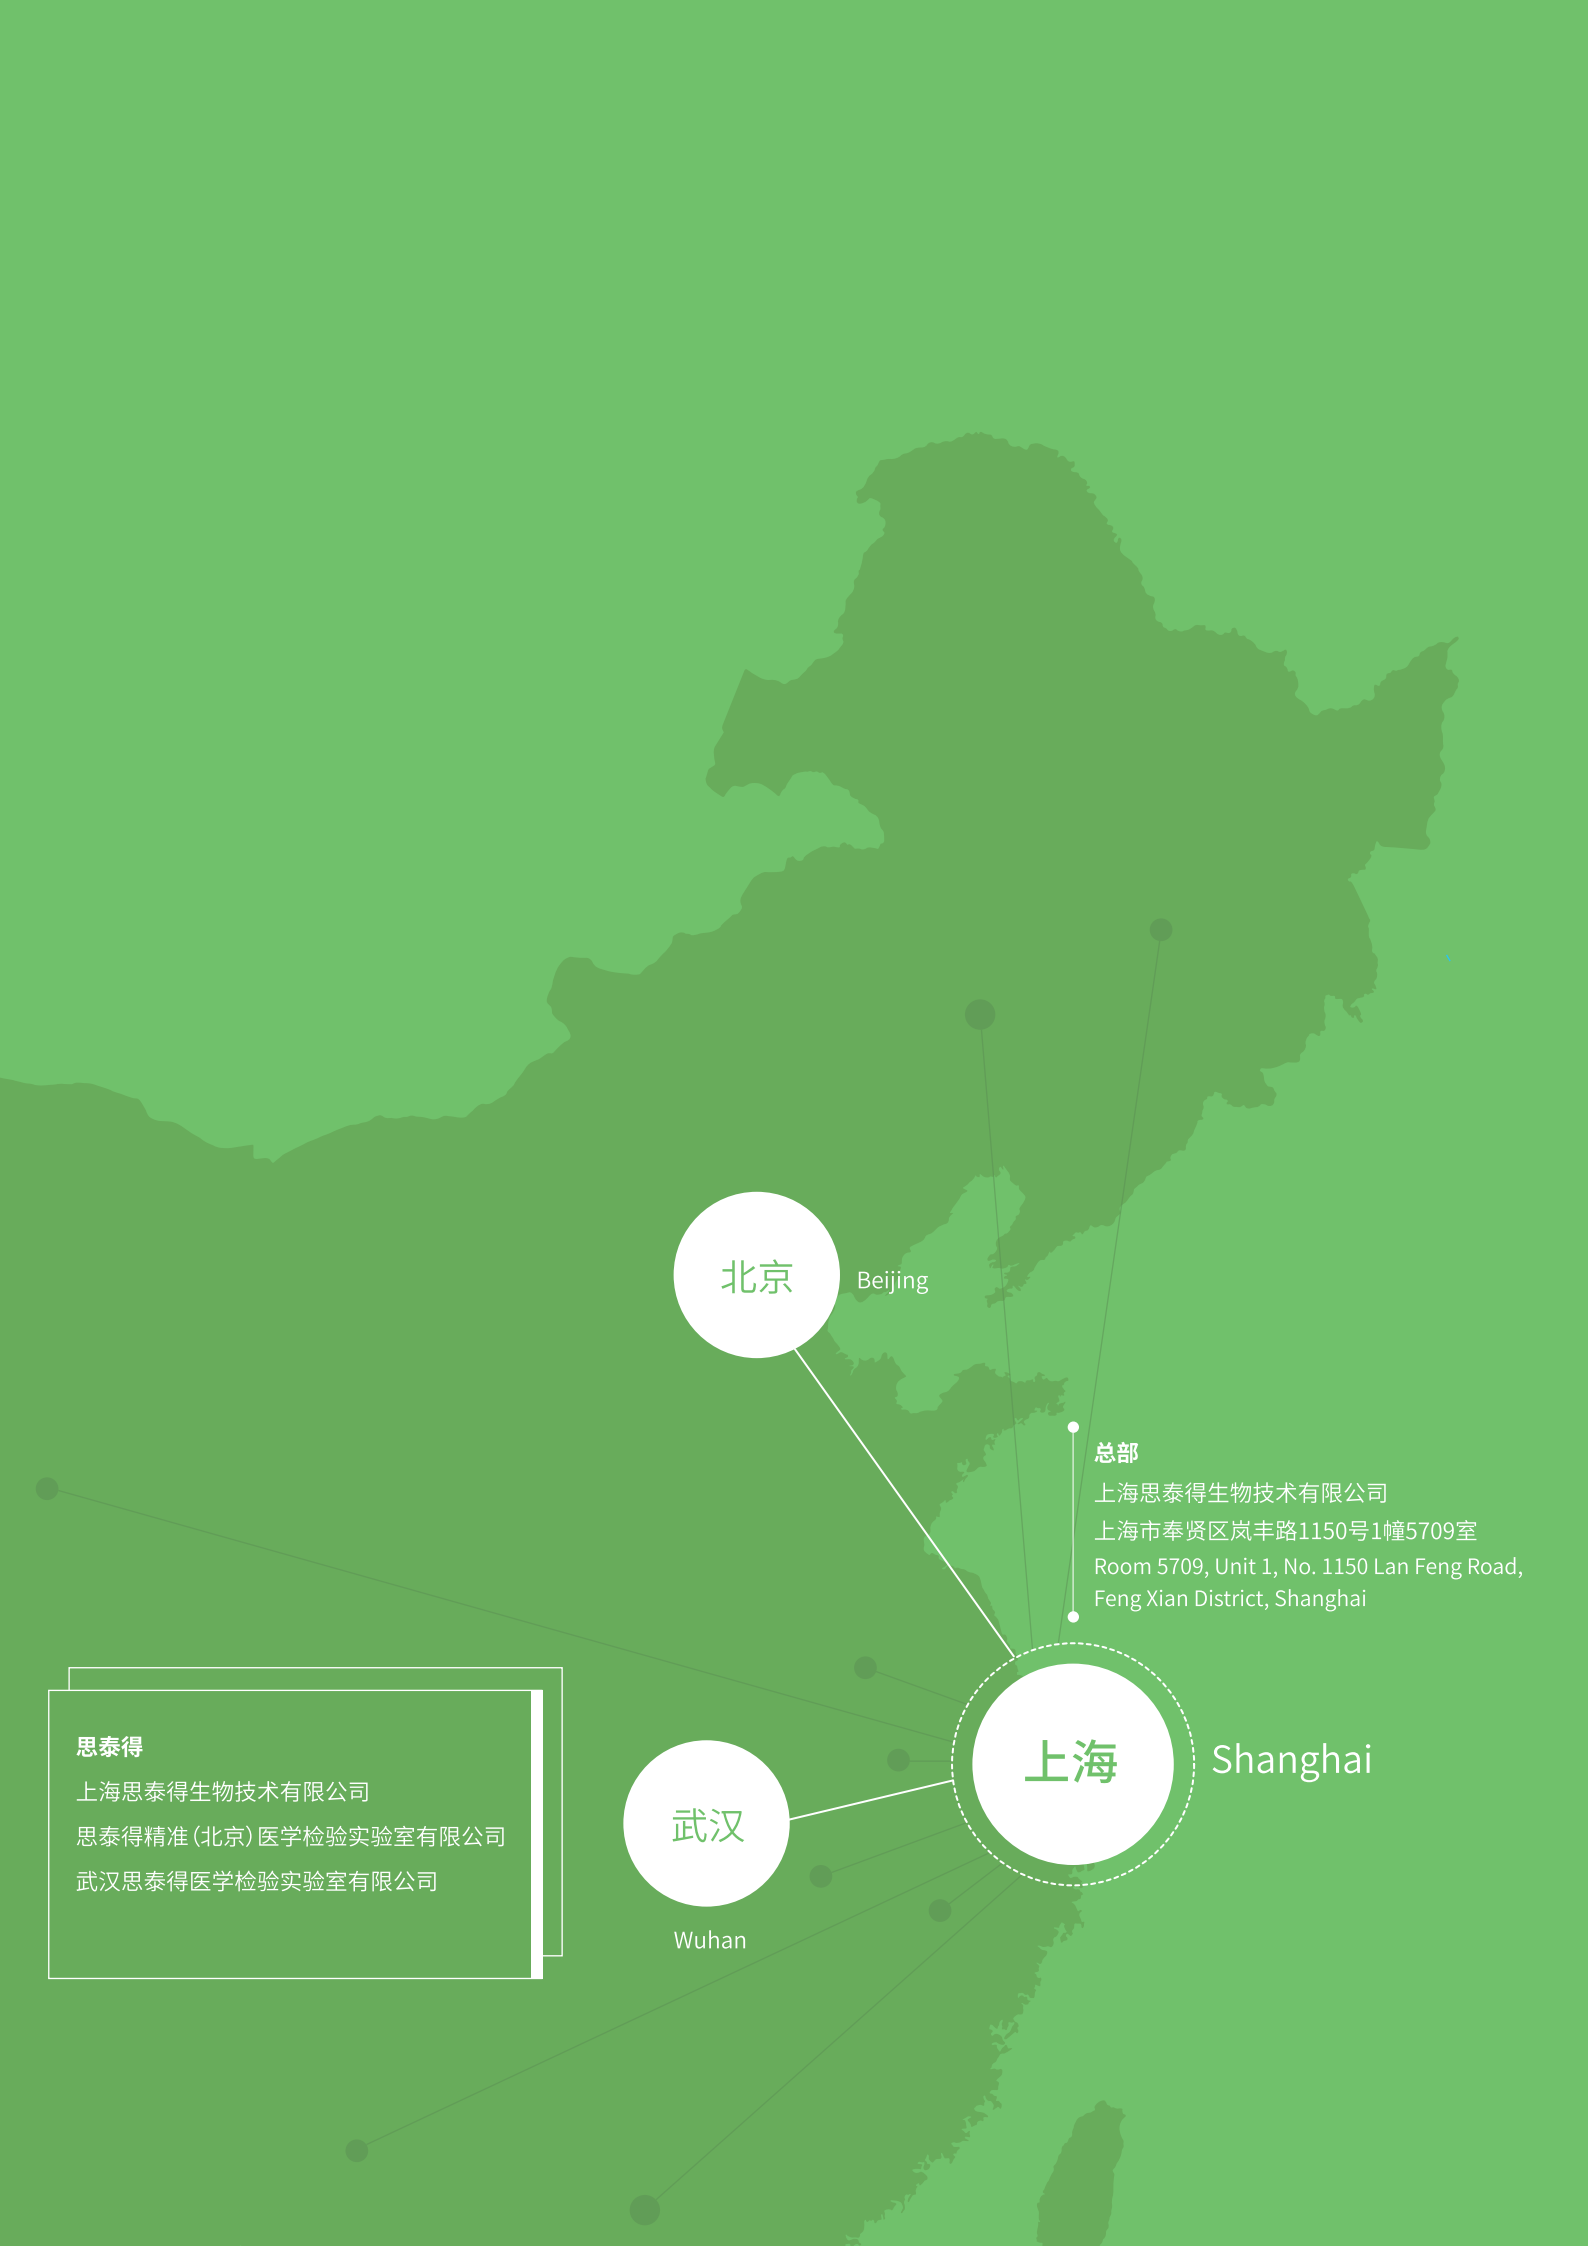 北京
Beijing
总部
上海思泰得生物技术有限公司
上海市奉贤区岚丰路1150号1幢5709室
Room 5709, Unit 1, No. 1150 Lan Feng Road,
Feng Xian District, Shanghai
上海
Shanghai
思泰得
上海思泰得生物技术有限公司
思泰得精准（北京）医学检验实验室有限公司
武汉思泰得医学检验实验室有限公司
武汉
Wuhan